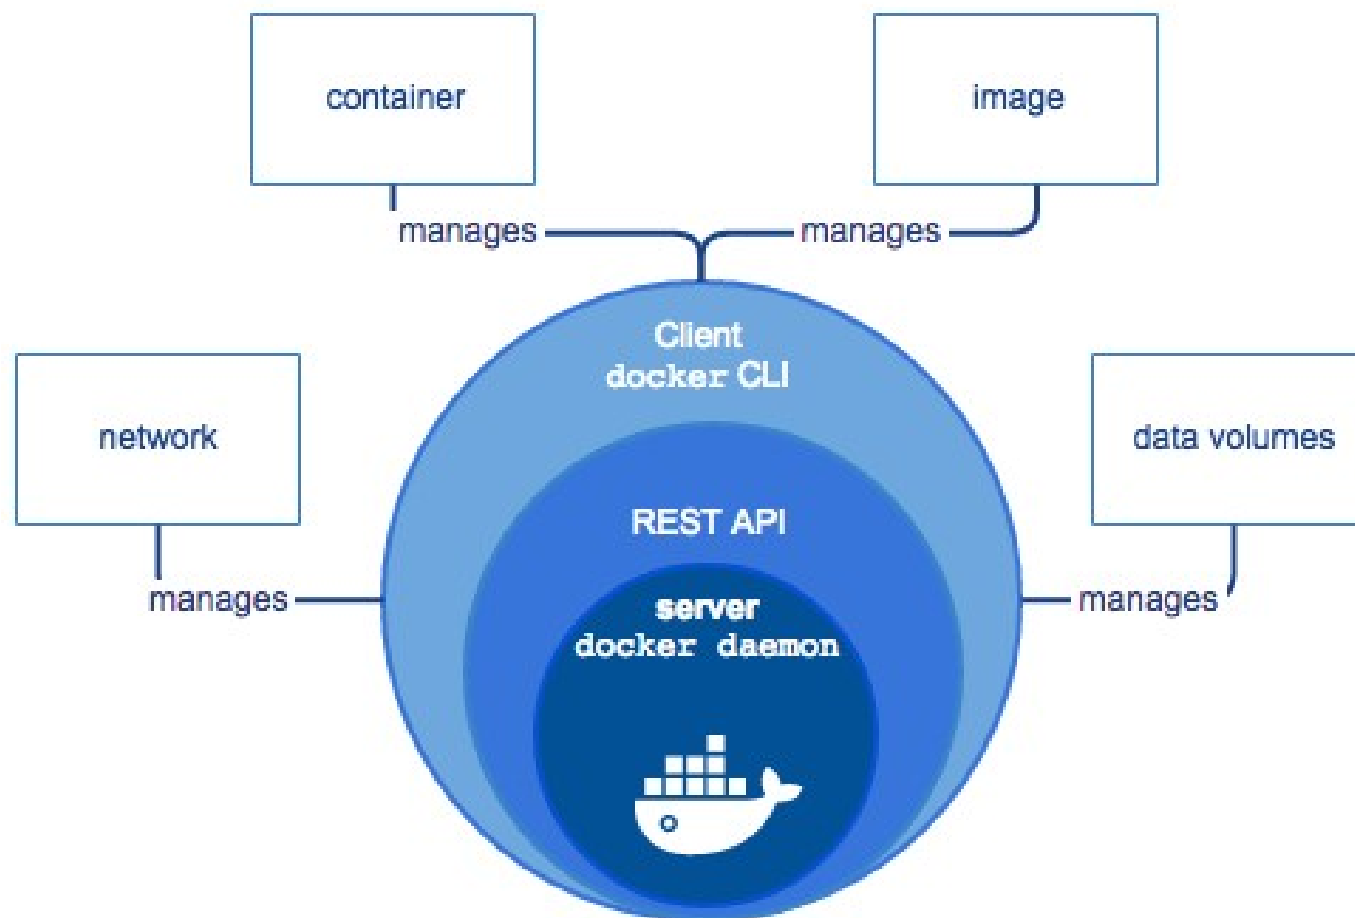 container
image
manages
manages
Client
docker CLI
network
data volumes
REST API
manages
server
docker daemon
manages